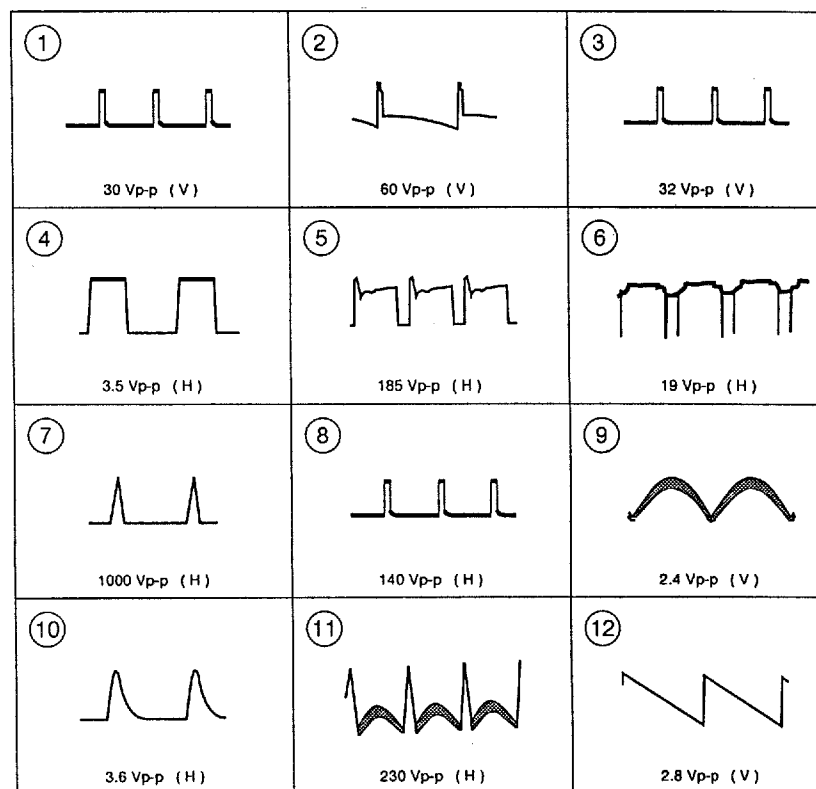 1
2
3
30 Vp-p (V)
60 Vp-p (V)
32 Vp-p (V)
4
5
6
3.5 Vp-p (H)
185 Vp-p (H)
19 Vp-p (H)
7
8
9
1000 Vp-p (H)
140 Vp-p (H)
2.4 Vp-p (V)
10
11
12
3.6 Vp-p (H)
230 Vp-p (H)
2.8 Vp-p (V)